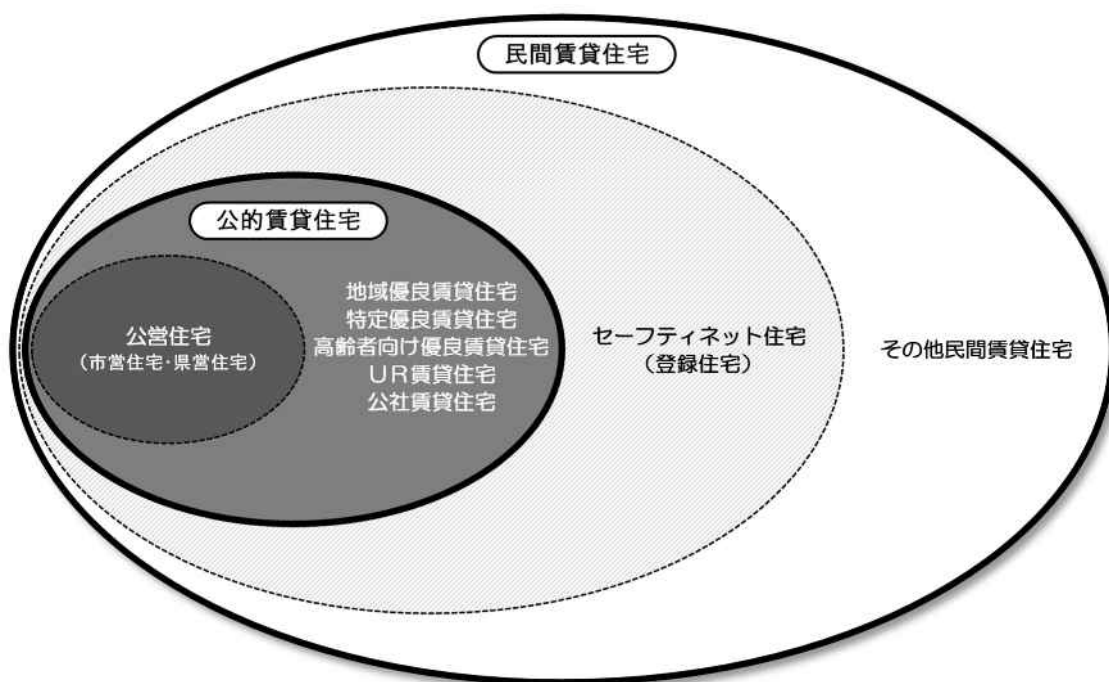 民間賃貸住宅
公的賃貸住宅
公営住宅
（市営住宅・県営住宅）
地域優良賃貸住宅
特定優良賃貸住宅
高齢者向け優良賃貸住宅
ＵＲ賃貸住宅
公社賃貸住宅
セーフティネット住宅
（登録住宅）
その他民間賃貸住宅